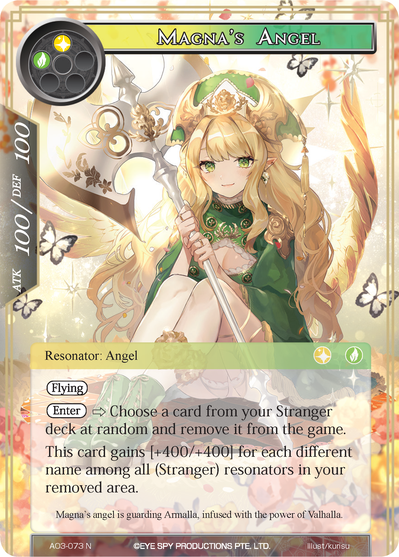 Magna's Angel
ATK 100 / DEF 100
Resonator: Angel
Flying
Enter ⇨ Choose a card from your Stranger
deck at random and remove it from the game.
This card gains [+400/+400] for each different
name among all (Stranger) resonators in your
removed area.
Magna's angel is guarding Armalla, infused with the power of Valhalla.
A03-073 N
©EYE SPY PRODUCTIONS PTE. LTD.
Illust/kurisu